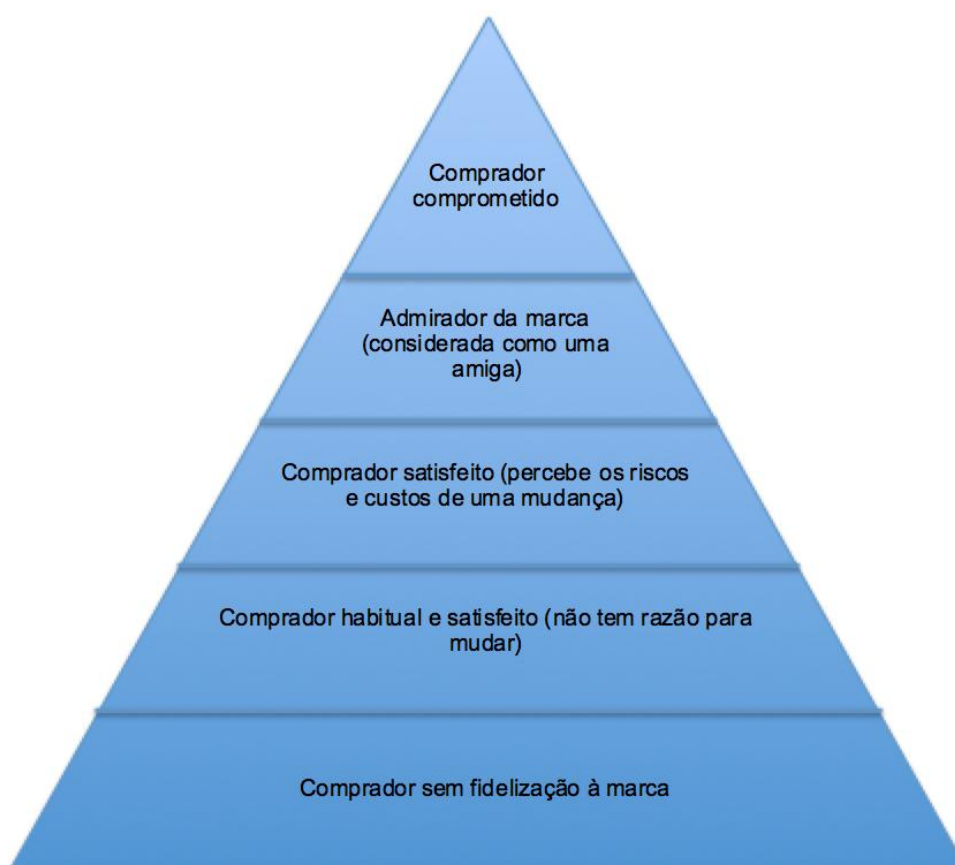 Comprador
comprometido
Admirador da marca
(considerada como uma
amiga)
Comprador satisfeito (percebe os riscos
e custos de uma mudança)
Comprador habitual e satisfeito (não tem razão para
mudar)
Comprador sem fidelização à marca